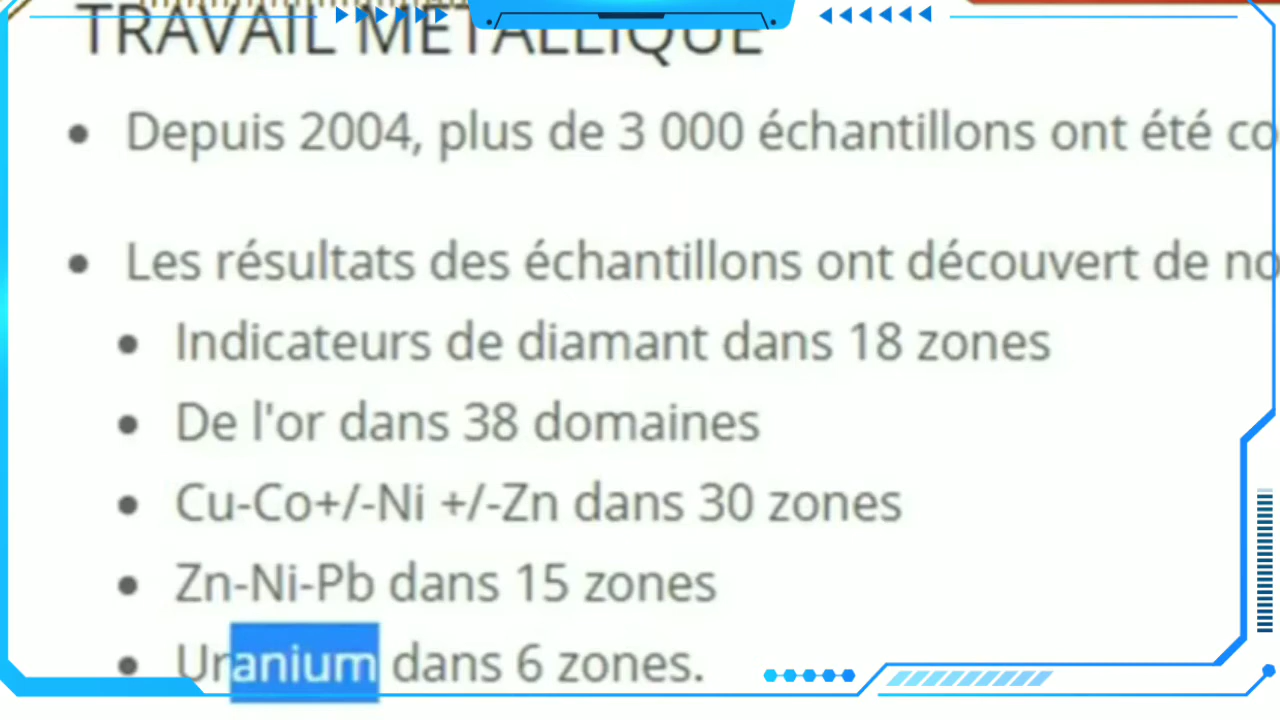 TRAVAIL MÉTALLIQUE
Depuis 2004, plus de 3 000 échantillons ont été
Les résultats des échantillons ont découvert de
Indicateurs de diamant dans 18 zones
De l'or dans 38 domaines
Cu-Co+/-Ni +/-Zn dans 30 zones
Zn-Ni-Pb dans 15 zones
Uranium dans 6 zones.